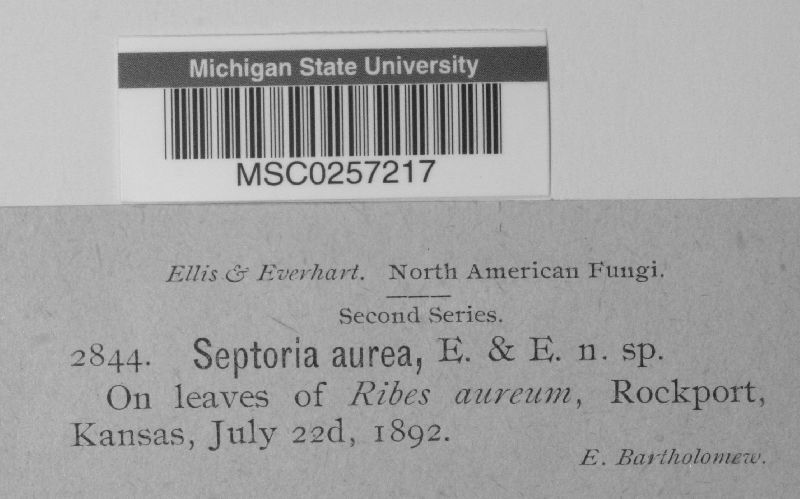 Michigan State University
MSC0257217
Ellis & Everhart. North American Fungi.
Second Series.
2844. Septoria aurea, E. & E. n. sp.
On leaves of Ribes aureum, Rockport,
Kansas, July 22d, 1892.
E. Bartholomew.